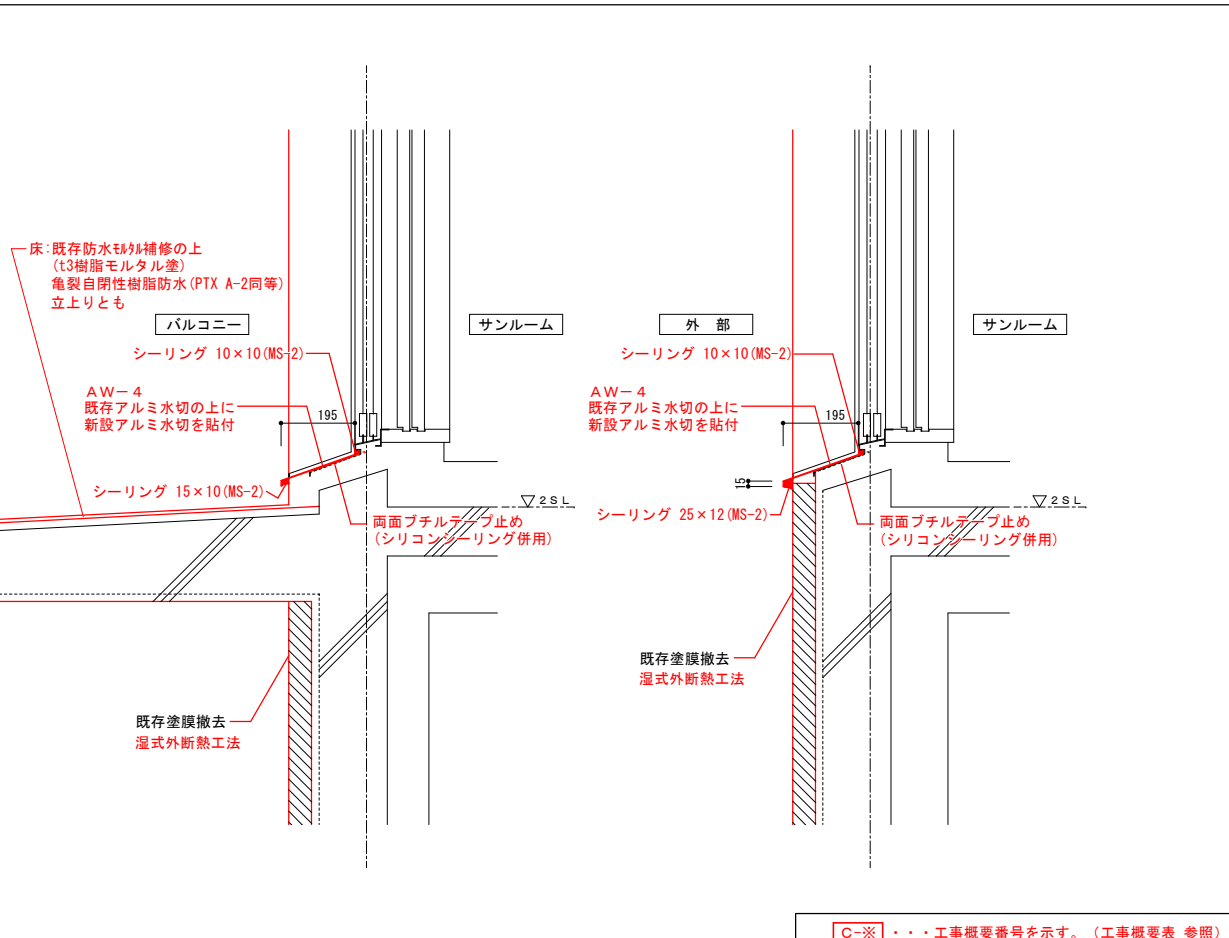 床:既存防水モルタル補修の上
(t3樹脂モルタル塗)
亀裂自閉性樹脂防水(PTX A-2同等)
立上りとも
バルコニー
サンルーム
シーリング 10×10(MS-2)
AW-4
既存アルミ水切の上に
新設アルミ水切を貼付
195
シーリング 15×10(MS-2)
2SL
両面ブチルテープ止め
(シリコンシーリング併用)
既存塗膜撤去
湿式外断熱工法
外 部
サンルーム
シーリング 10×10(MS-2)
AW-4
既存アルミ水切の上に
新設アルミ水切を貼付
195
15
シーリング 25×12(MS-2)
2SL
両面ブチルテープ止め
(シリコンシーリング併用)
既存塗膜撤去
湿式外断熱工法
C-※ ・・・工事概要番号を示す。(工事概要表 参照)